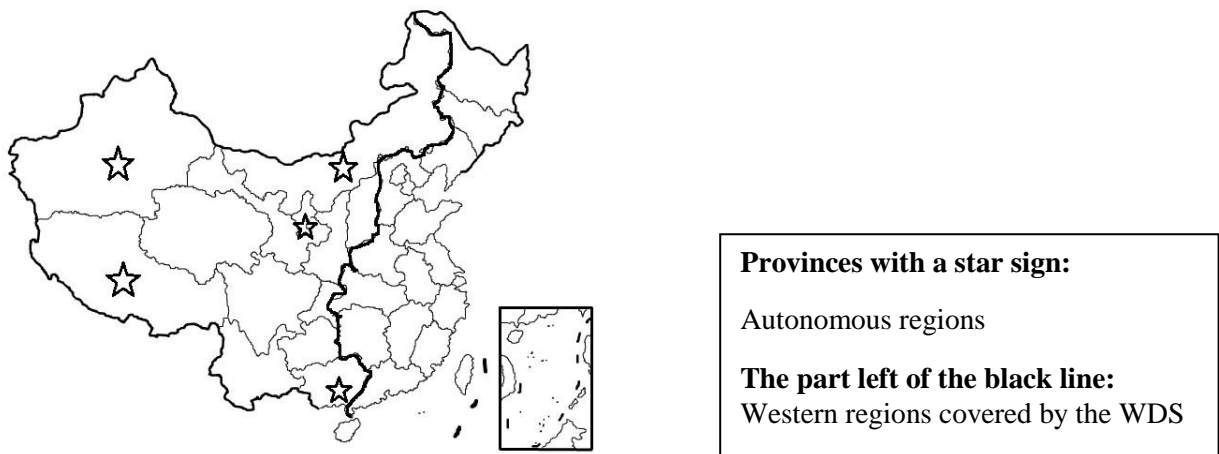 Provinces with a star sign:
Autonomous regions
The part left of the black line:
Western regions covered by the WDS